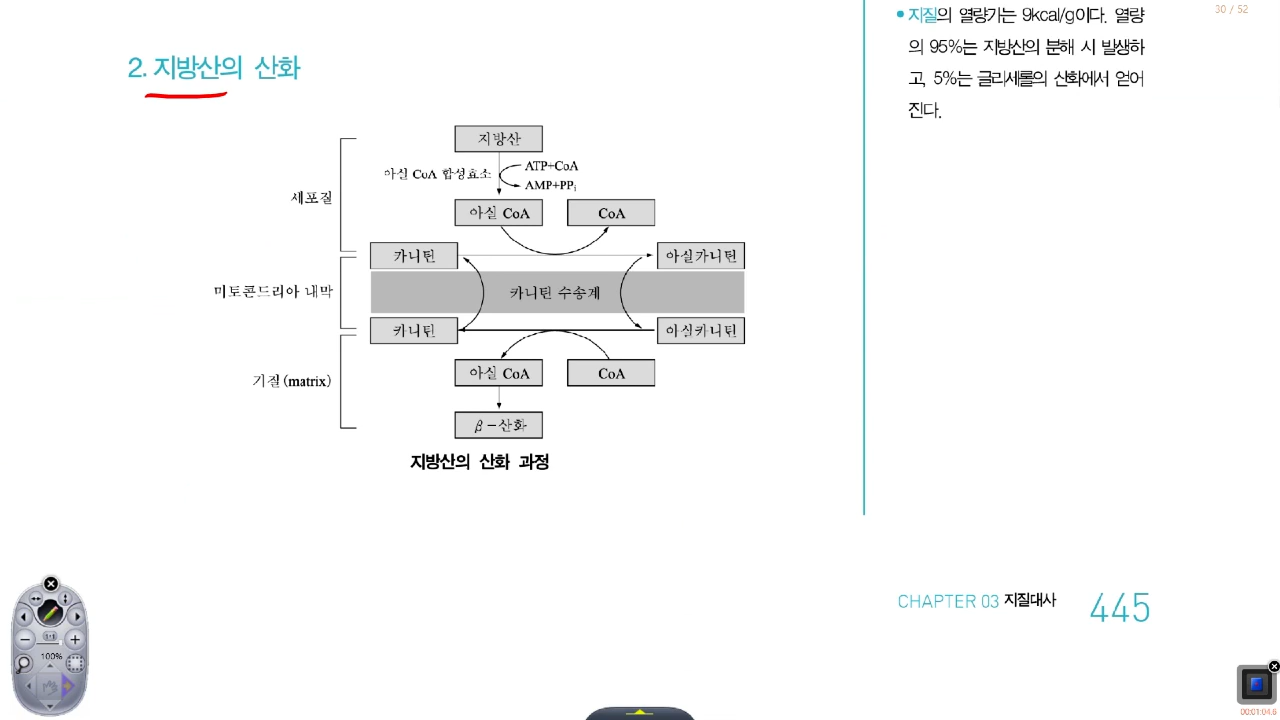 30 / 52
2. 지방산의 산화
지방산
아실 CoA 합성효소
ATP+CoA
AMP+PPi
세포질
아실 CoA
CoA
카니틴
아실카니틴
미토콘드리아 내막
카니틴 수송계
카니틴
아실카니틴
기질(matrix)
아실 CoA
CoA
β-산화
지방산의 산화 과정
• 지질의 열량가는 9kcal/g이다. 열량
의 95%는 지방산의 분해 시 발생하
고, 5%는 글리세롤의 산화에서 얻어
진다.
CHAPTER 03 지질대사 445
1:1
100%
00:01:04.6